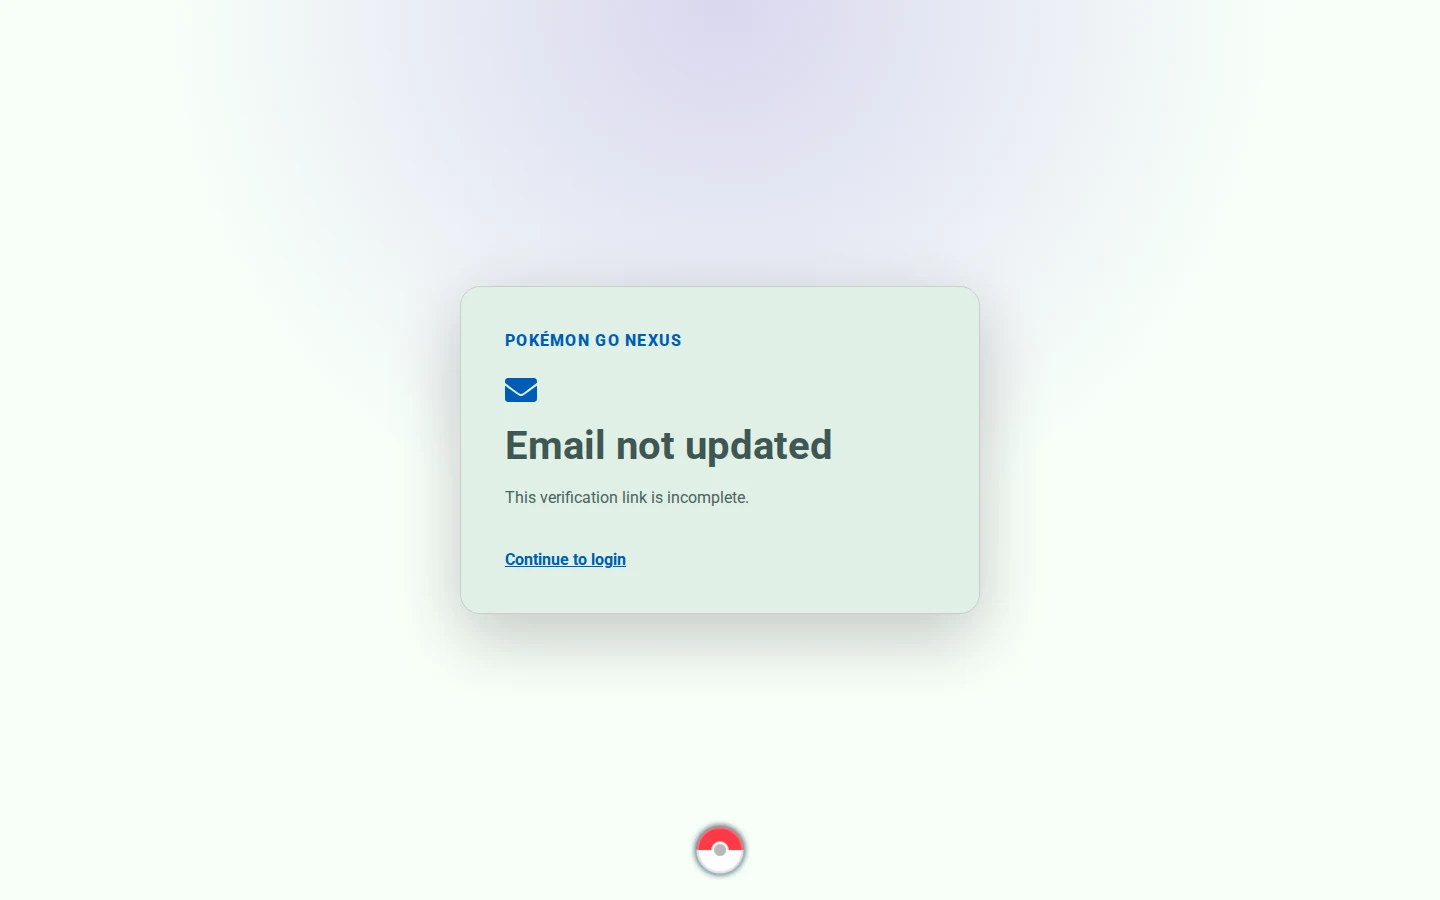 POKÉMON GO NEXUS
Email not updated
This verification link is incomplete.
Continue to login